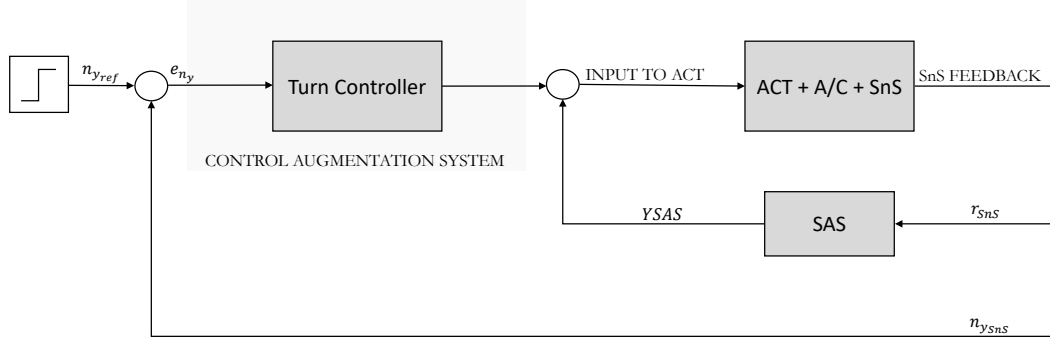 n_{y_{ref}}
e_{n_y}
Turn Controller
INPUT TO ACT
ACT + A/C + SnS
SnS FEEDBACK
CONTROL AUGMENTATION SYSTEM
YSAS
SAS
r_{SnS}
n_{y_{SnS}}